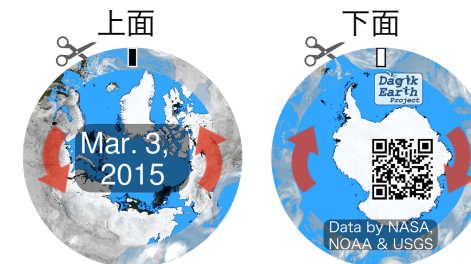 上面
下面
Mar. 3,
2015
Dagik
Earth
Project
Data by NASA,
NOAA & USGS